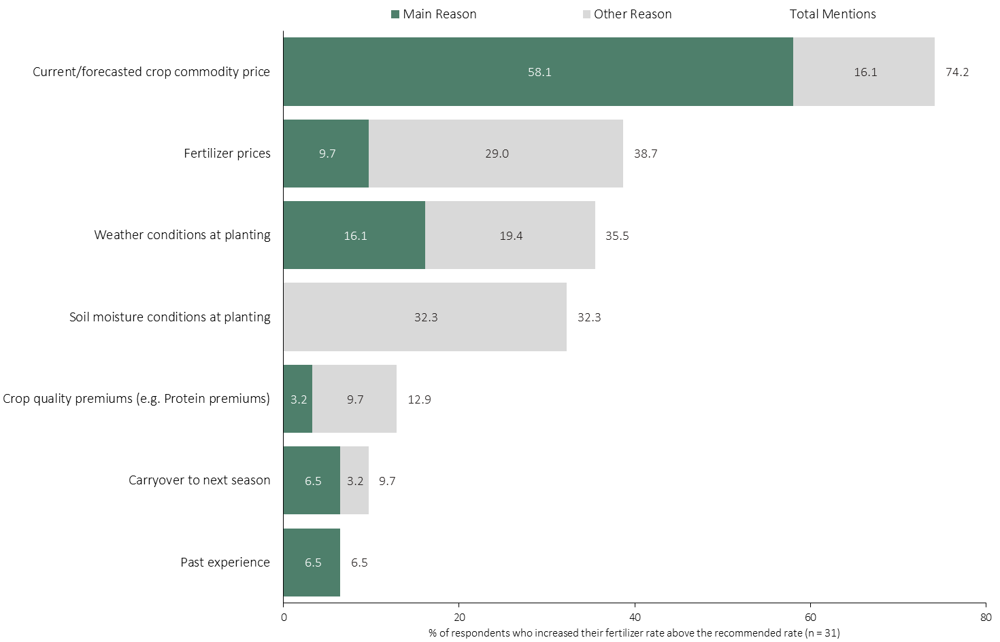 Main Reason Other Reason Total Mentions
Current/forecasted crop commodity price 58.1 16.1 74.2
Fertilizer prices 9.7 29.0 38.7
Weather conditions at planting 16.1 19.4 35.5
Soil moisture conditions at planting 32.3 32.3
Crop quality premiums (e.g. Protein premiums) 3.2 9.7 12.9
Carryover to next season 6.5 3.2 9.7
Past experience 6.5 6.5
0 20 40 60 80
% of respondents who increased their fertilizer rate above the recommended rate (n = 31)